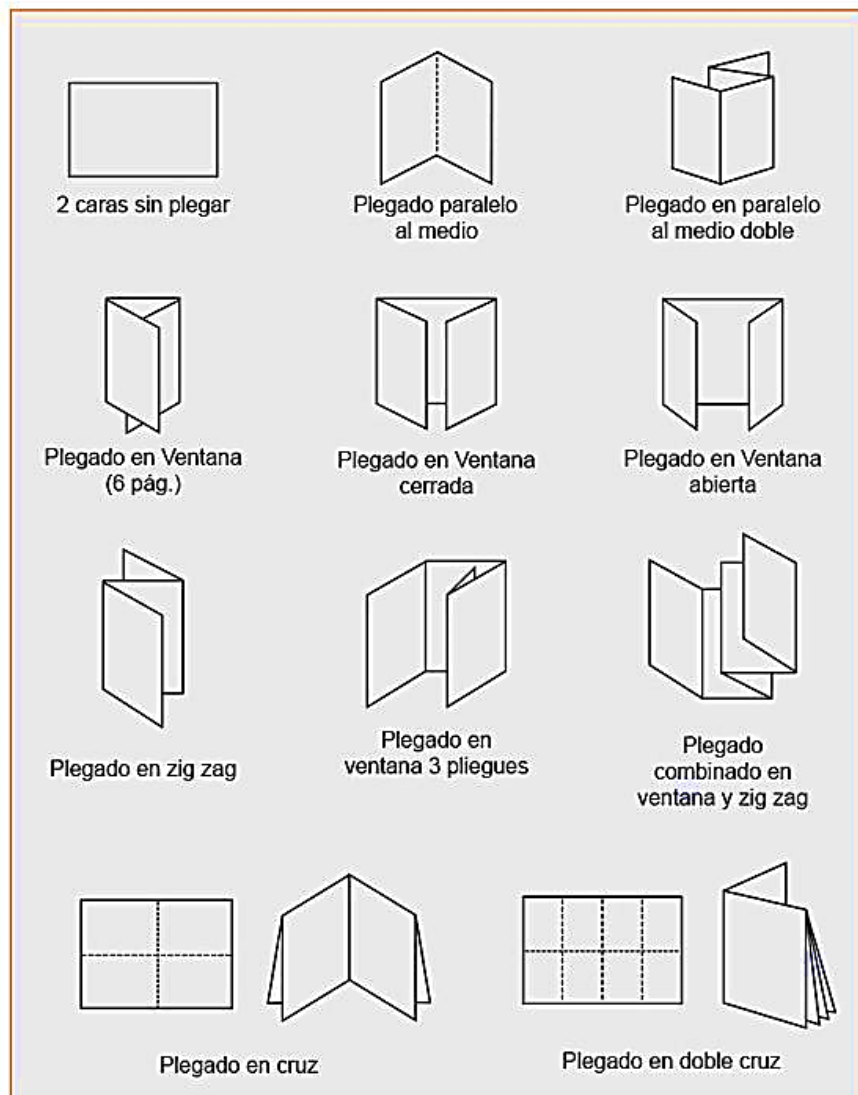 2 caras sin plegar
Plegado paralelo
al medio
Plegado en paralelo
al medio doble
Plegado en Ventana
(6 pág.)
Plegado en Ventana
cerrada
Plegado en Ventana
abierta
Plegado en zig zag
Plegado en
ventana 3 pliegues
Plegado
combinado en
ventana y zig zag
Plegado en cruz
Plegado en doble cruz